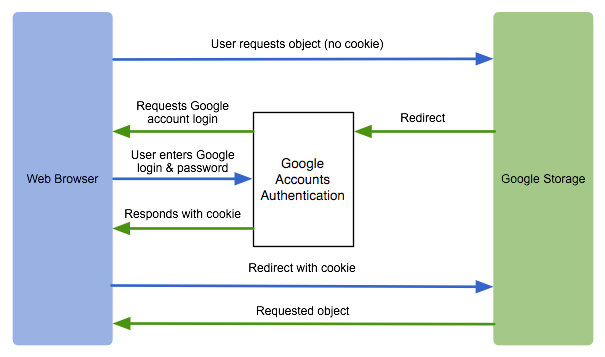 User requests object (no cookie)
Requests Google
account login
Redirect
User enters Google
login & password
Web Browser
Google
Accounts
Authentication
Google Storage
Responds with cookie
Redirect with cookie
Requested object